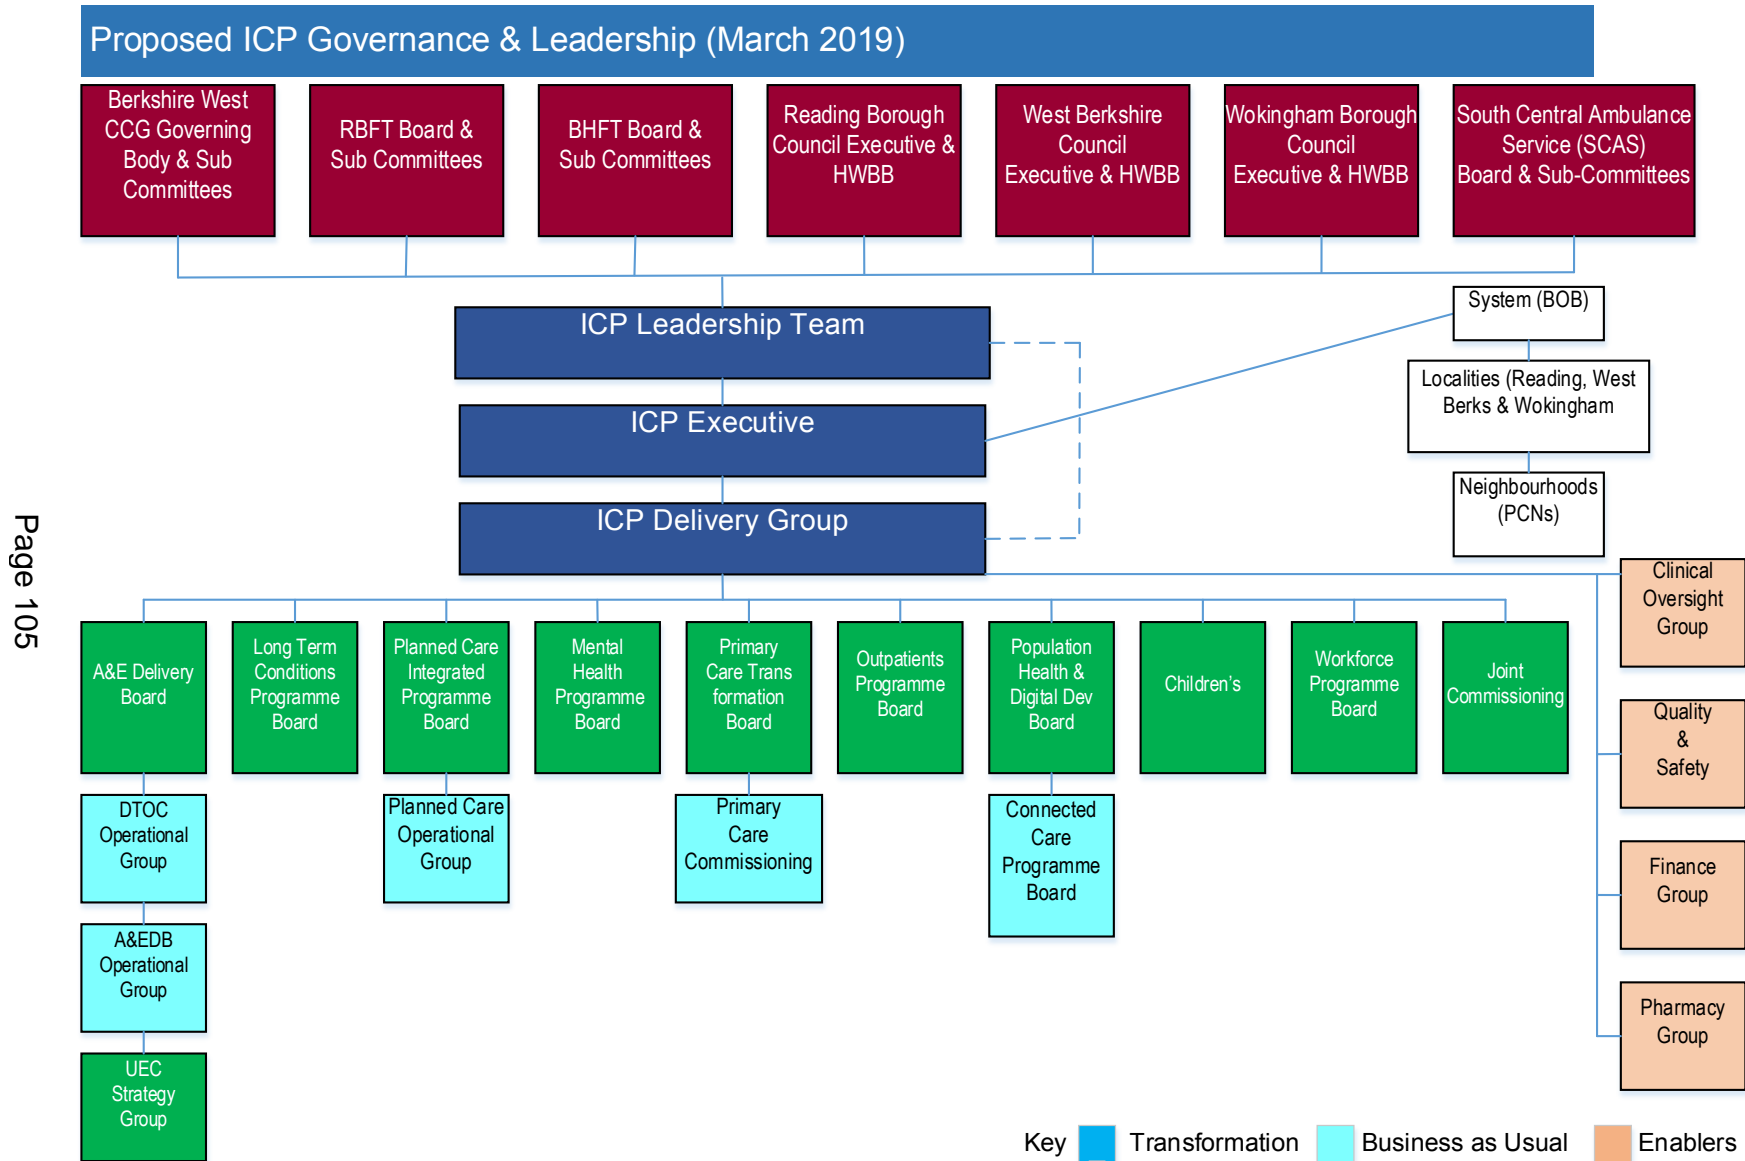 Proposed ICP Governance & Leadership (March 2019)
Berkshire West
CCG Governing
Body & Sub
Committees
RBFT Board &
Sub Committees
BHFT Board &
Sub Committees
Reading Borough
Council Executive &
HWBB
West Berkshire
Council
Executive & HWBB
Wokingham Borough
Council
Executive & HWBB
South Central Ambulance
Service (SCAS)
Board & Sub-Committees
ICP Leadership Team
ICP Executive
ICP Delivery Group
System (BOB)
Localities (Reading, West
Berks & Wokingham
Neighbourhoods
(PCNs)
Page 105
A&E Delivery
Board
Long Term
Conditions
Programme
Board
Planned Care
Integrated
Programme
Board
Mental
Health
Programme
Board
Primary
Care Trans
formation
Board
Outpatients
Programme
Board
Population
Health &
Digital Dev
Board
Children's
Workforce
Programme
Board
Joint
Commissioning
DTOC
Operational
Group
Planned Care
Operational
Group
Primary
Care
Commissioning
Connected
Care
Programme
Board
A&EDB
Operational
Group
UEC
Strategy
Group
Clinical
Oversight
Group
Quality
&
Safety
Finance
Group
Pharmacy
Group
Key
Transformation
Business as Usual
Enablers